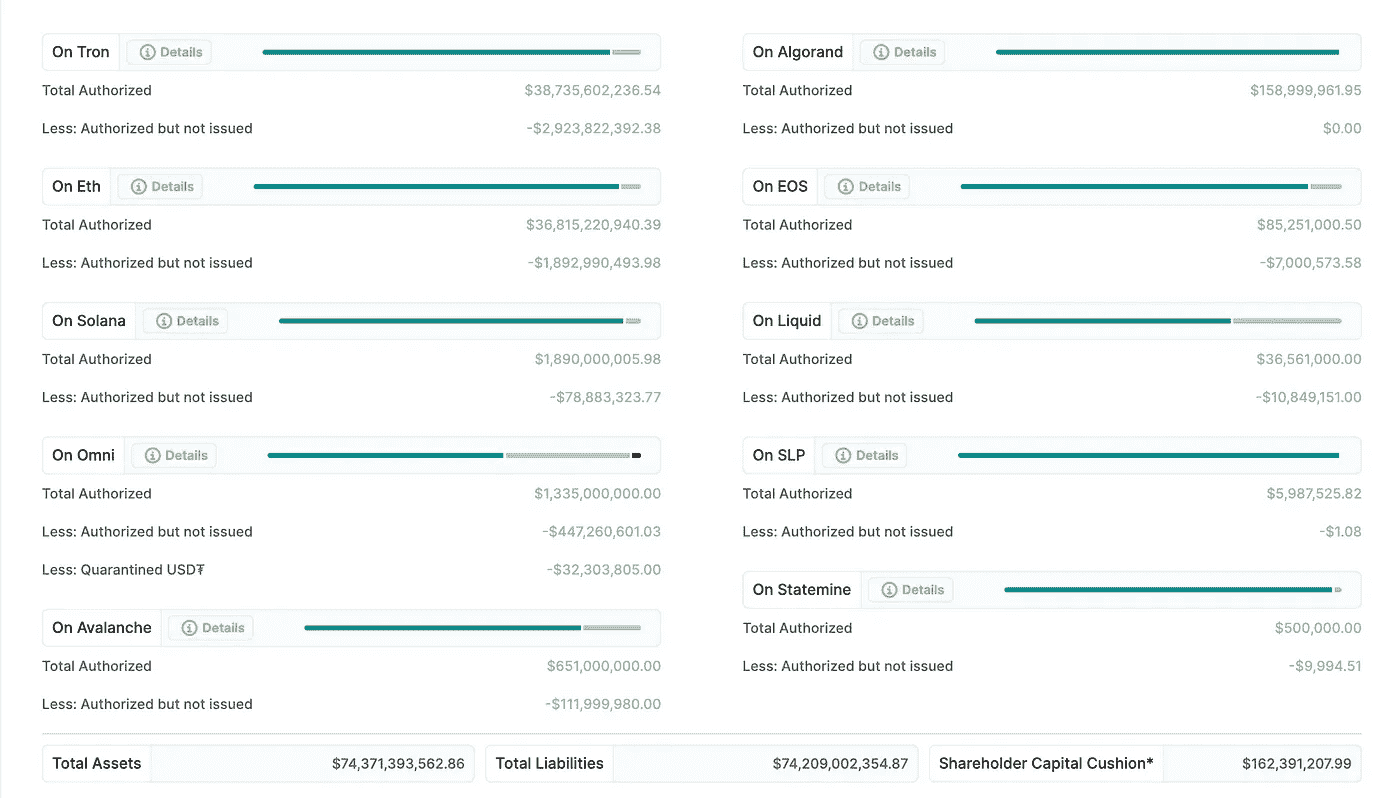 On Tron Details
Total Authorized $38,735,602,236.54
Less: Authorized but not issued -$2,923,822,392.38
On Eth Details
Total Authorized $36,815,220,940.39
Less: Authorized but not issued -$1,892,990,493.98
On Solana Details
Total Authorized $1,890,000,005.98
Less: Authorized but not issued -$78,883,323.77
On Omni Details
Total Authorized $1,335,000,000.00
Less: Authorized but not issued -$447,260,601.03
Less: Quarantined USD₮ -$32,303,805.00
On Avalanche Details
Total Authorized $651,000,000.00
Less: Authorized but not issued -$111,999,980.00
On Algorand Details
Total Authorized $158,999,961.95
Less: Authorized but not issued $0.00
On EOS Details
Total Authorized $85,251,000.50
Less: Authorized but not issued -$7,000,573.58
On Liquid Details
Total Authorized $36,561,000.00
Less: Authorized but not issued -$10,849,151.00
On SLP Details
Total Authorized $5,987,525.82
Less: Authorized but not issued -$1.08
On Statemine Details
Total Authorized $500,000.00
Less: Authorized but not issued -$9,994.51
Total Assets $74,371,393,562.86 Total Liabilities $74,209,002,354.87 Shareholder Capital Cushion* $162,391,207.99